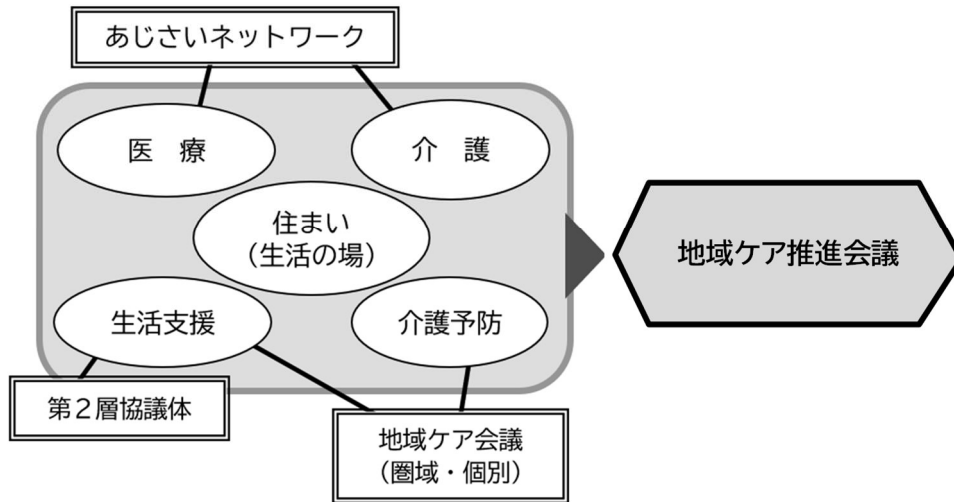 あじさいネットワーク
医　療
介　護
住まい
（生活の場）
地域ケア推進会議
生活支援
介護予防
第２層協議体
地域ケア会議
（圏域・個別）